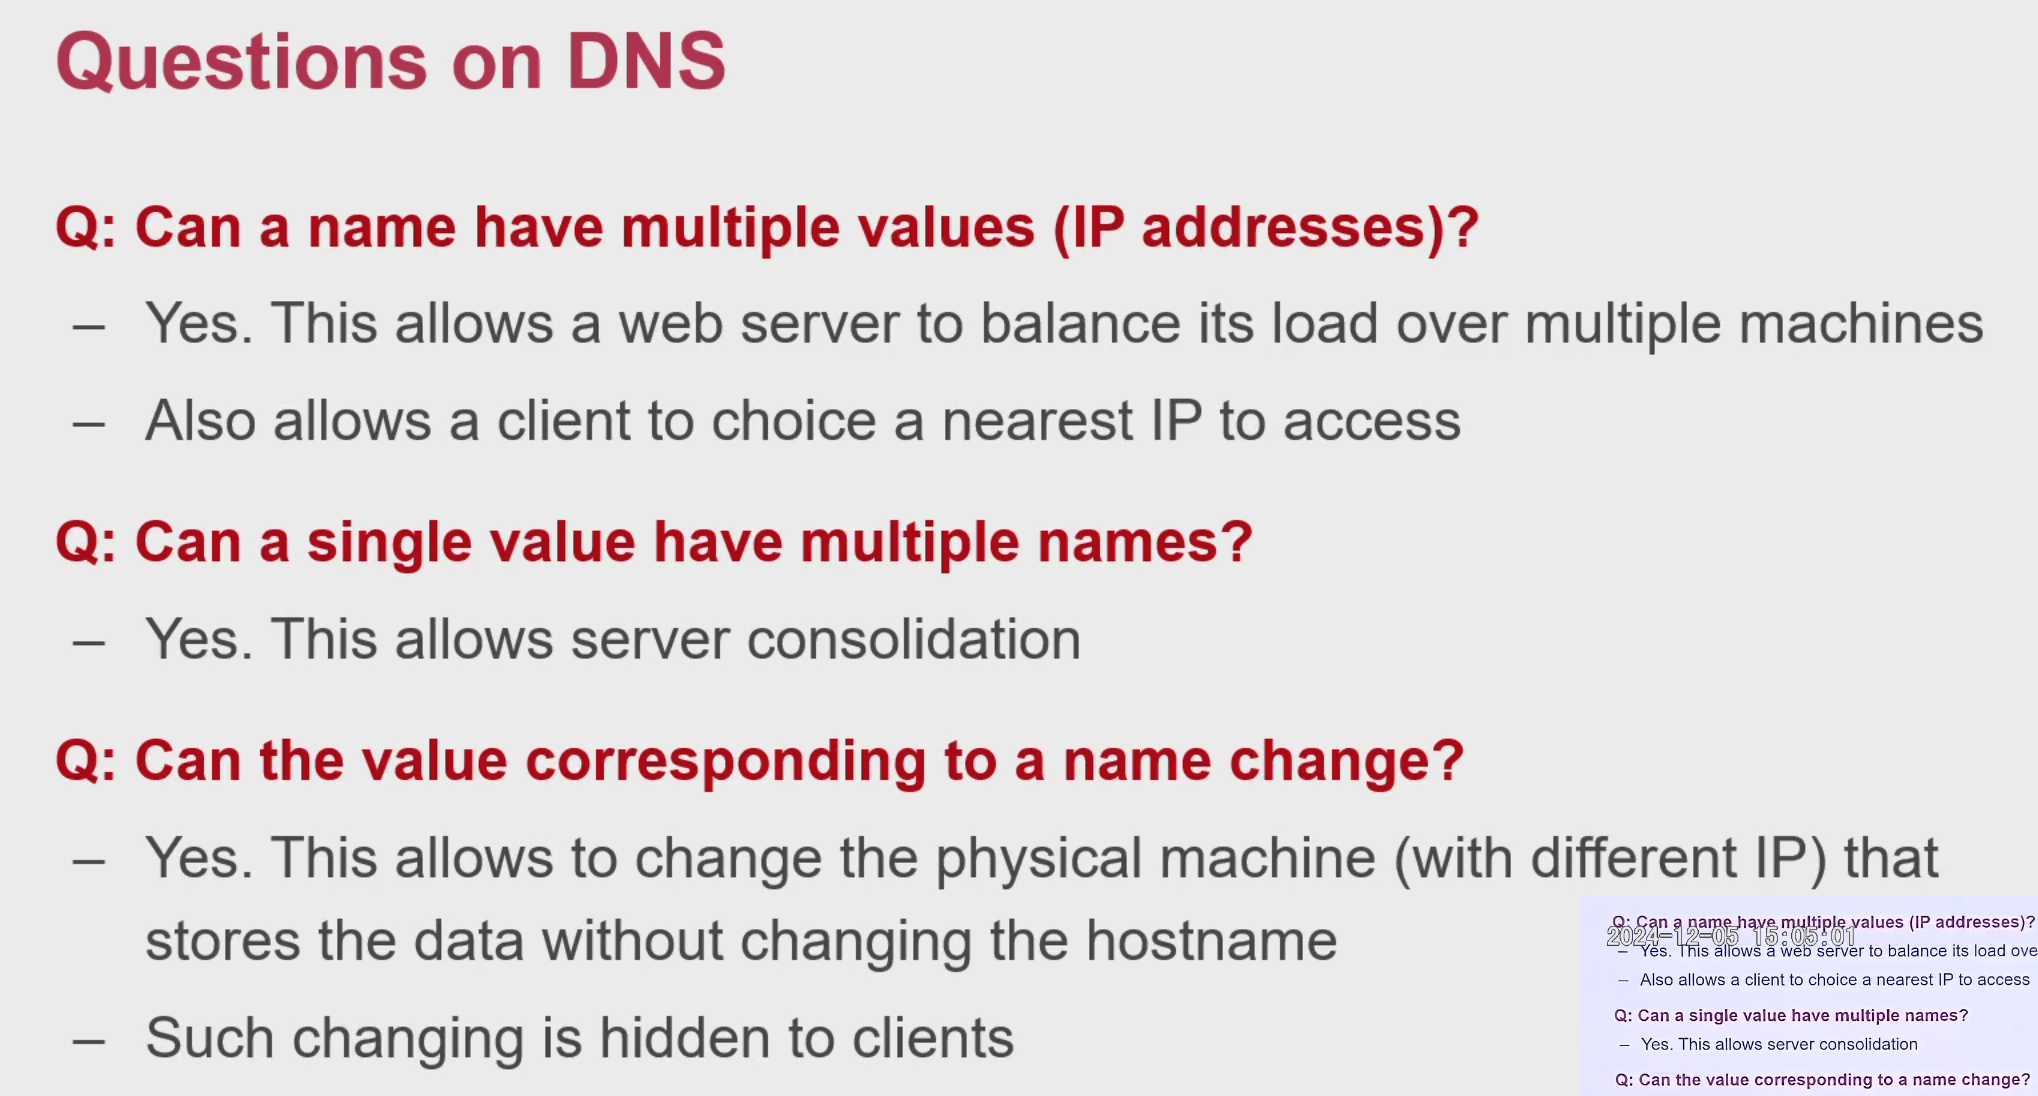 Questions on DNS
Q: Can a name have multiple values (IP addresses)?
– Yes. This allows a web server to balance its load over multiple machines
– Also allows a client to choice a nearest IP to access
Q: Can a single value have multiple names?
– Yes. This allows server consolidation
Q: Can the value corresponding to a name change?
– Yes. This allows to change the physical machine (with different IP) that
stores the data without changing the hostname
– Such changing is hidden to clients
Q: Can a name have multiple values (IP addresses)?
2024-12-05 15:05:01
– Yes. This allows a web server to balance its load ove
– Also allows a client to choice a nearest IP to access
Q: Can a single value have multiple names?
– Yes. This allows server consolidation
Q: Can the value corresponding to a name change?